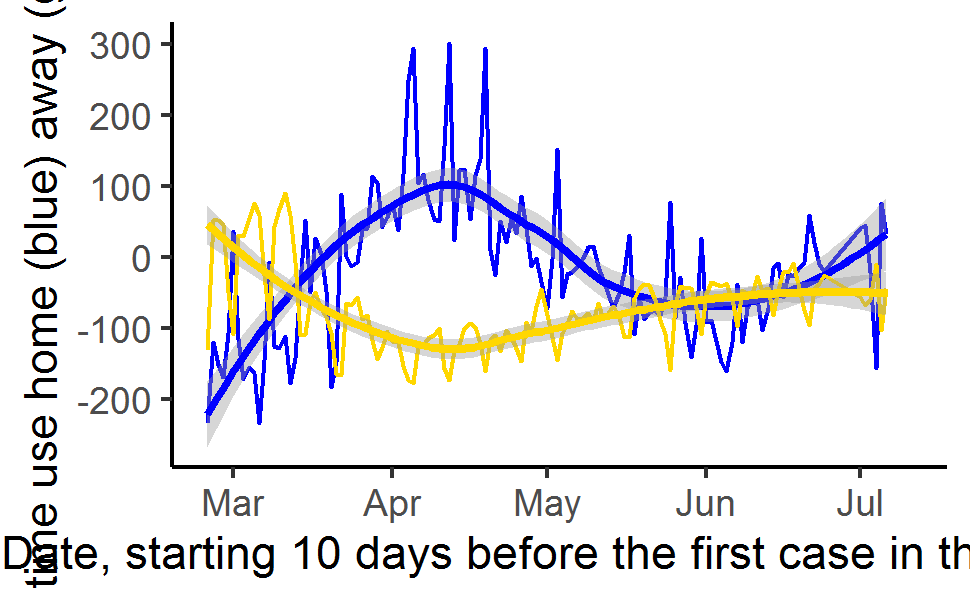 time use home (blue) away (
300
200
100
0
-100
-200
Mar Apr May Jun Jul
Date, starting 10 days before the first case in th